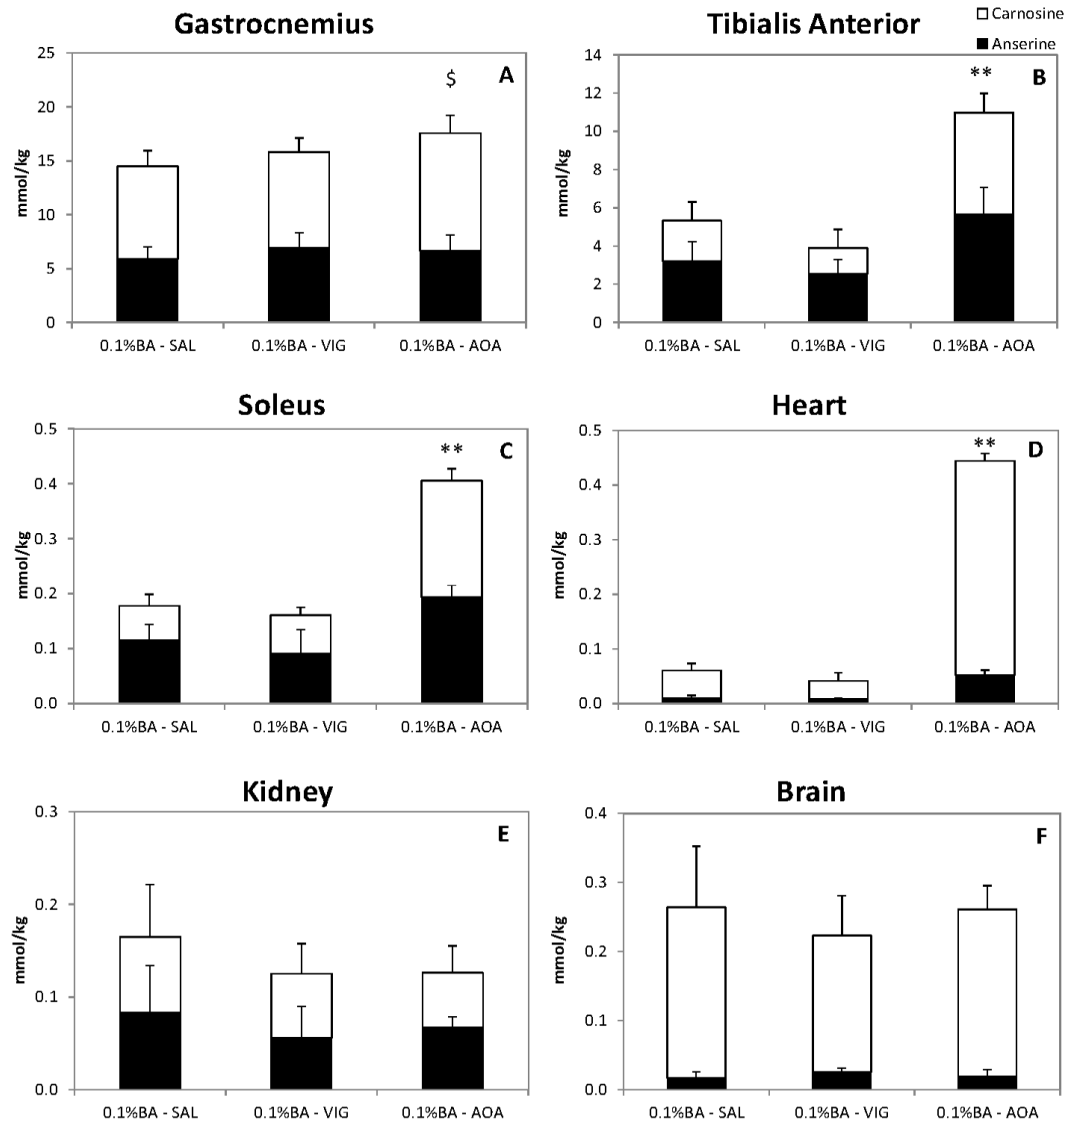 Gastrocnemius
Tibialis Anterior
Carnosine
Anserine
A
$
25
20
15
10
5
0
mmol/kg
0.1%BA - SAL
0.1%BA - VIG
0.1%BA - AOA
B
**
14
12
10
8
6
4
2
0
mmol/kg
0.1%BA - SAL
0.1%BA - VIG
0.1%BA - AOA
Soleus
C
**
0.5
0.4
0.3
0.2
0.1
0.0
mmol/kg
0.1%BA - SAL
0.1%BA - VIG
0.1%BA - AOA
Heart
D
**
0.5
0.4
0.3
0.2
0.1
0.0
mmol/kg
0.1%BA - SAL
0.1%BA - VIG
0.1%BA - AOA
Kidney
E
0.3
0.2
0.1
0.0
mmol/kg
0.1%BA - SAL
0.1%BA - VIG
0.1%BA - AOA
Brain
F
0.4
0.3
0.2
0.1
0.0
mmol/kg
0.1%BA - SAL
0.1%BA - VIG
0.1%BA - AOA